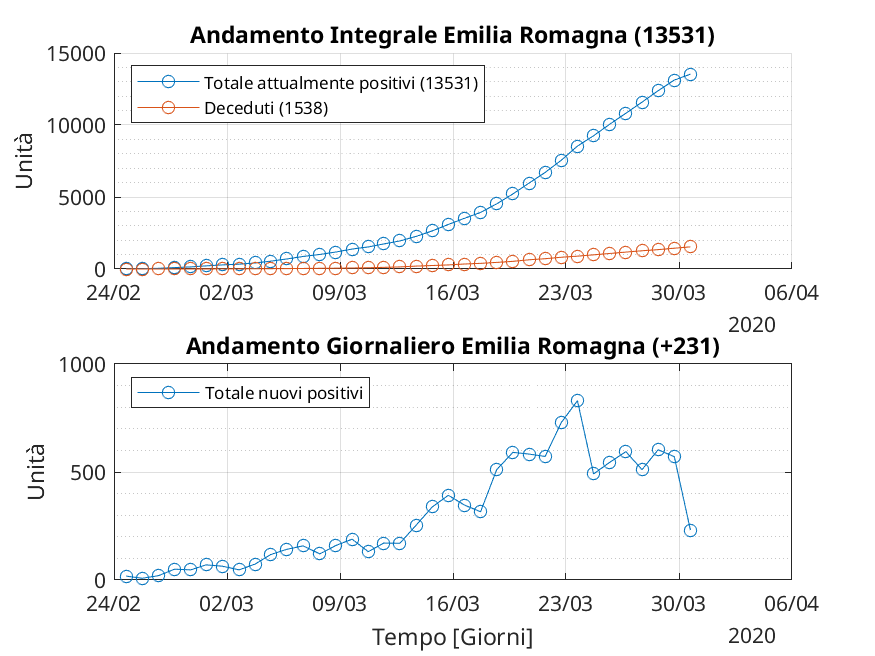 Andamento Integrale Emilia Romagna (13531)
15000
10000
5000
0
Unità
Totale attualmente positivi (13531)
Deceduti (1538)
24/02 02/03 09/03 16/03 23/03 30/03 06/04
2020
Andamento Giornaliero Emilia Romagna (+231)
1000
500
0
Unità
Totale nuovi positivi
24/02 02/03 09/03 16/03 23/03 30/03 06/04
Tempo [Giorni]
2020